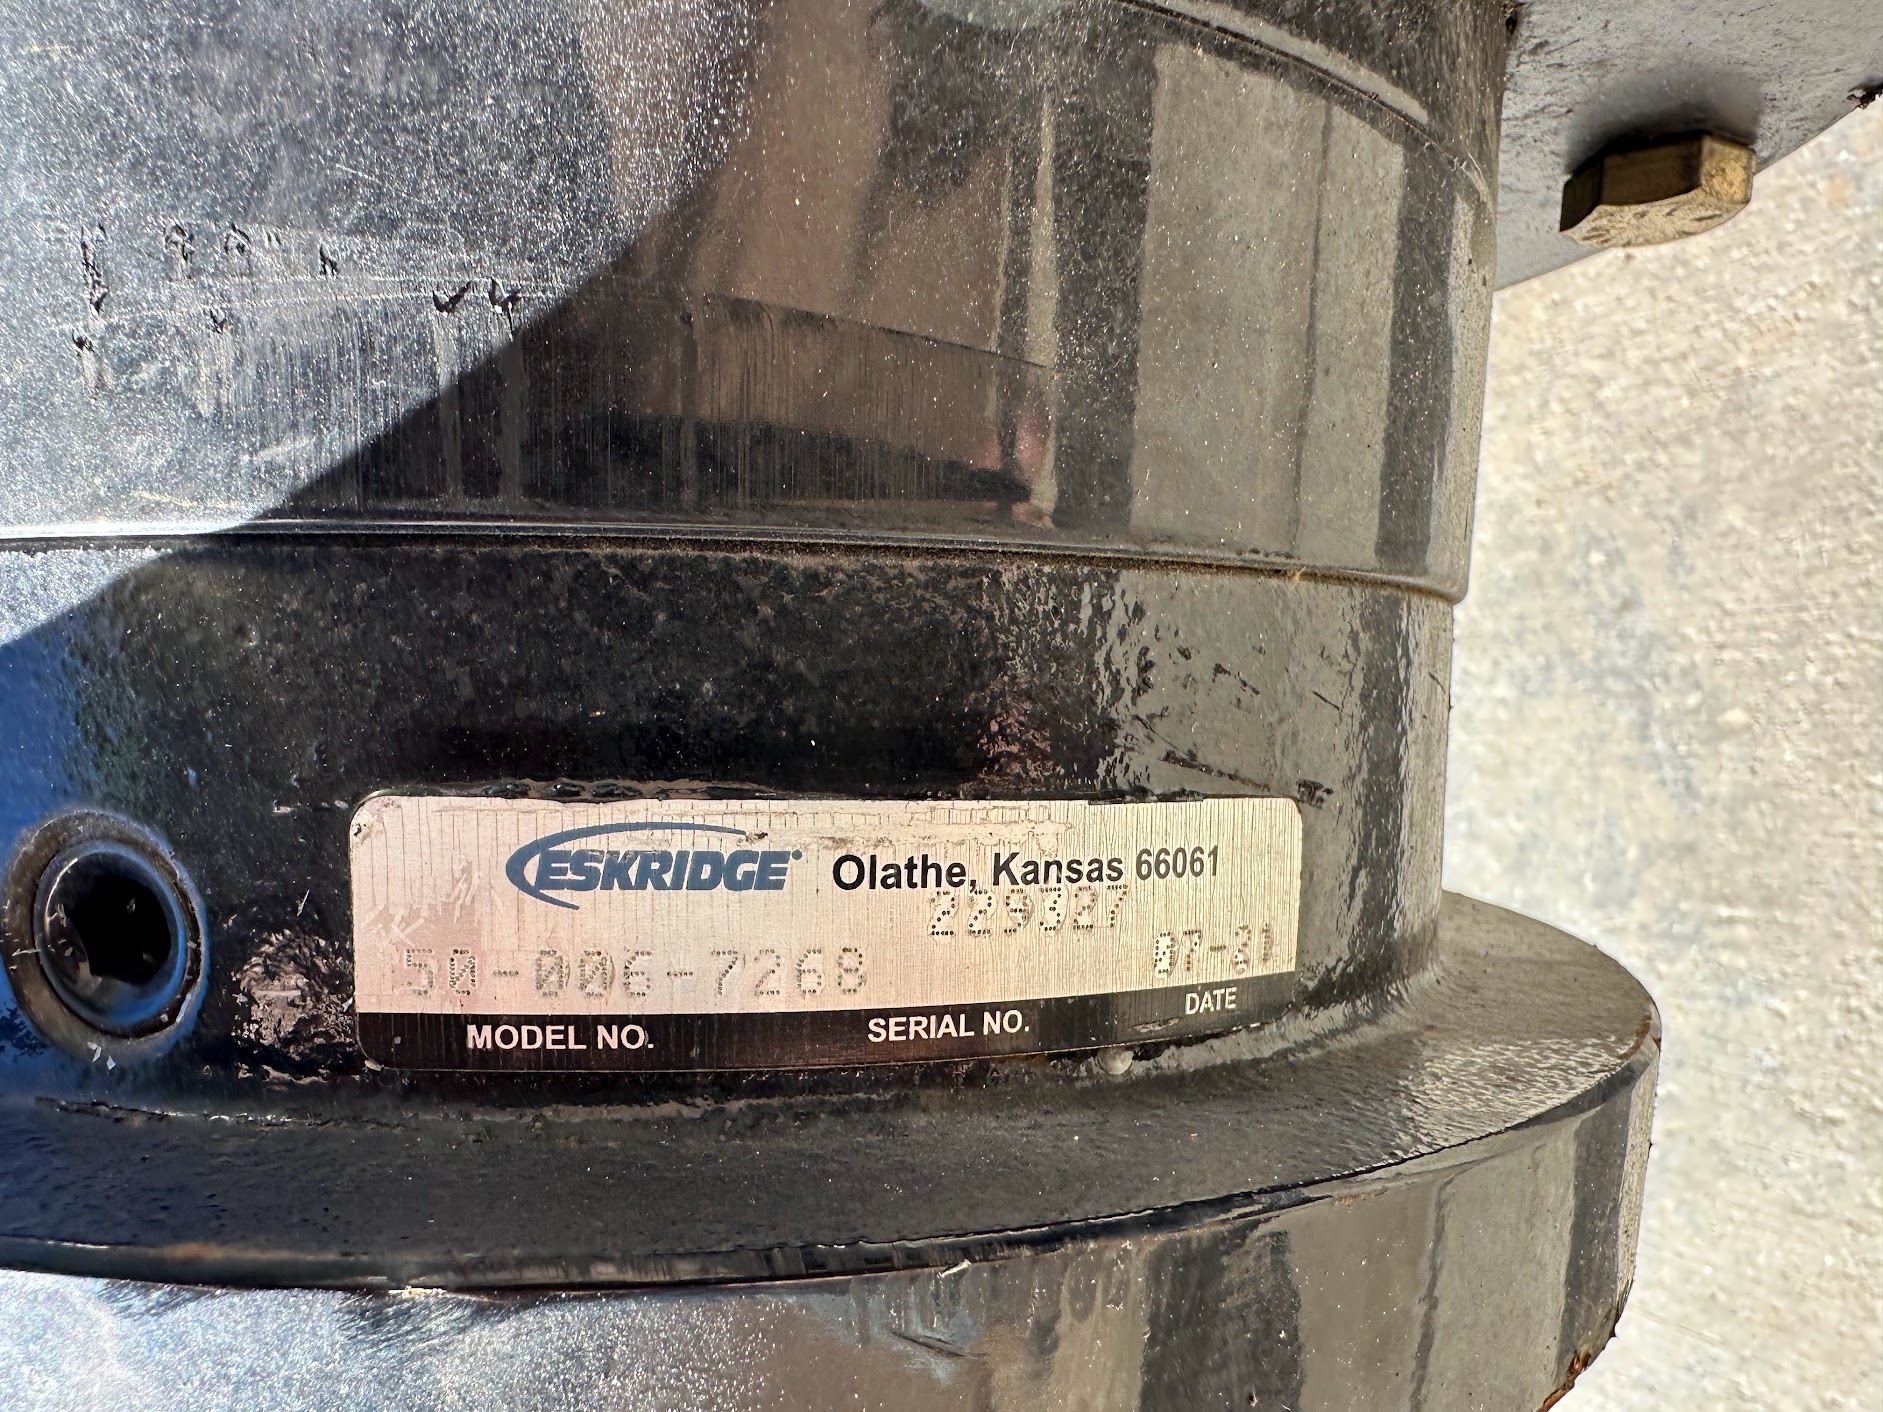 ESKRIDGE Olathe, Kansas 66061
229327
50-006-7268
MODEL NO. SERIAL NO. DATE